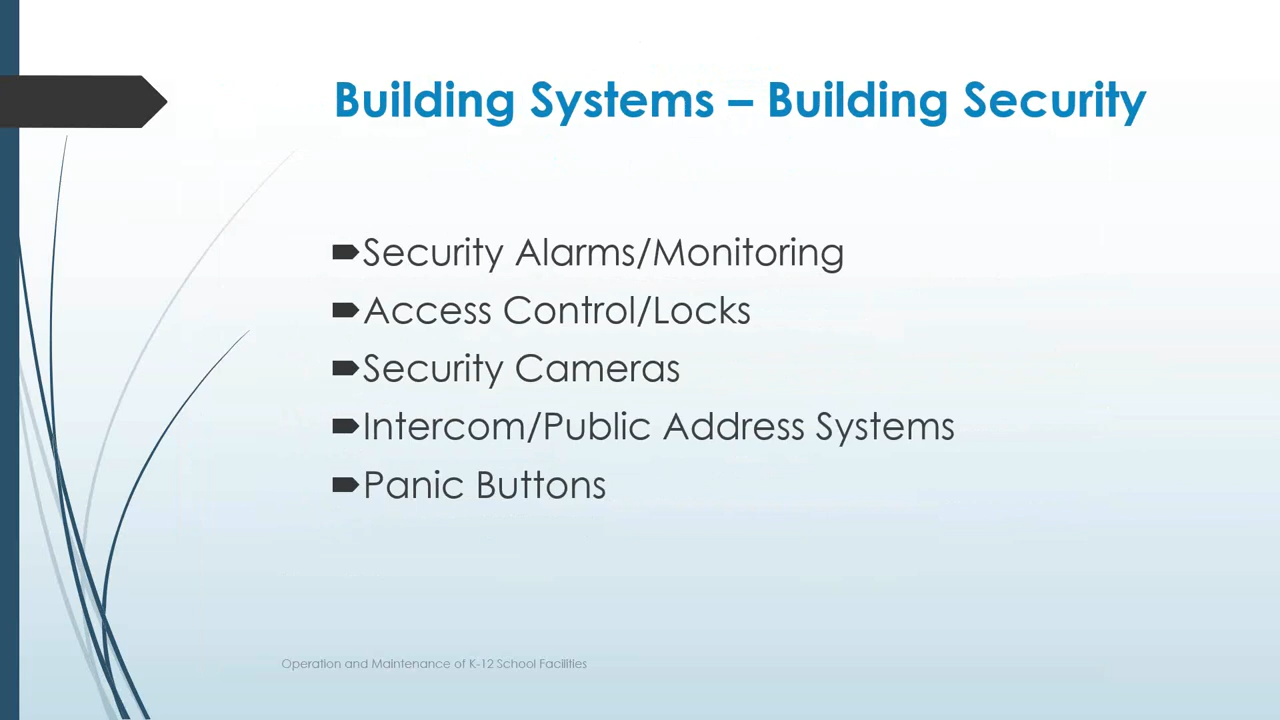 Building Systems – Building Security
Security Alarms/Monitoring
Access Control/Locks
Security Cameras
Intercom/Public Address Systems
Panic Buttons
Operation and Maintenance of K-12 School Facilities